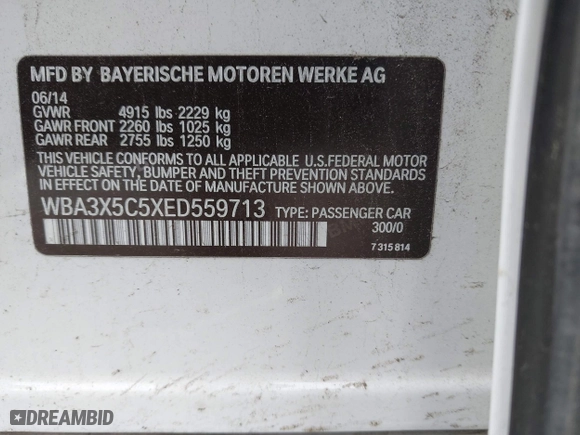 MFD BY BAYERISCHE MOTOREN WERKE AG
06/14
GVWR 4915 lbs 2229 kg
GAWR FRONT 2260 lbs 1025 kg
GAWR REAR 2755 lbs 1250 kg
THIS VEHICLE CONFORMS TO ALL APPLICABLE U.S.FEDERAL MOTOR
VEHICLE SAFETY, BUMPER AND THEFT PREVENTION STANDARDS
IN EFFECT ON THE DATE OF MANUFACTURE SHOWN ABOVE.
WBA3X5C5XED559713 TYPE: PASSENGER CAR
300/0
7 315 814
DREAMBID